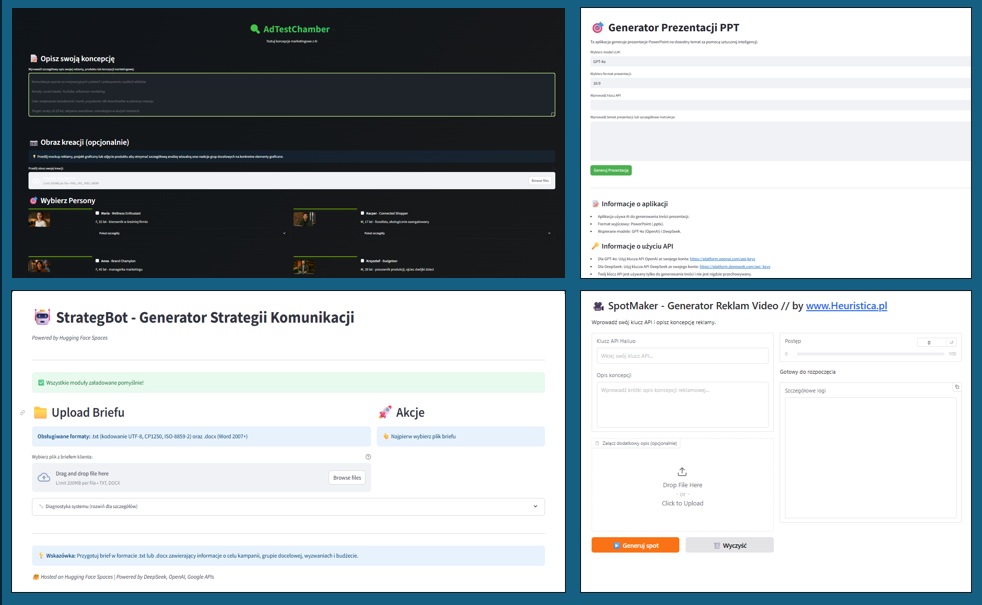 AdTestChamber
Opisz swoją koncepcję
Obraz kreacji (opcjonalnie)
Browse files
Wybierz Persony
Maria - Wellness Enthusiast
Kacper - Connected Shopper
Pokaż szczegóły
Pokaż szczegóły
Anna - Brand Champion
Krzysztof - Budgeteer
Generator Prezentacji PPT
Ta aplikacja generuje prezentacje PowerPoint na dowolny temat za pomocą sztucznej inteligencji.
Wybierz model LLM
GPT-4o
Wybierz format prezentacji
16:9
Wprowadź klucz API
Wprowadź temat prezentacji lub szczegółowe instrukcje
Generuj Prezentację
Informacje o aplikacji
Aplikacja używa AI do generowania treści prezentacji.
Format wyjściowy: PowerPoint (.pptx).
Wspierane modele: GPT-4o (OpenAI) i DeepSeek.
Informacje o użyciu API
Dla GPT-4o: Użyj klucza API OpenAI ze swojego konta: https://platform.openai.com/api-keys
Dla DeepSeek: Użyj klucza API DeepSeek ze swojego konta: https://platform.deepseek.com/api_keys
Twój klucz API jest używany tylko do generowania treści i nie jest nigdzie przechowywany.
StrategBot - Generator Strategii Komunikacji
Powered by Hugging Face Spaces
Wszystkie moduły załadowane pomyślnie!
Upload Briefu
Akcje
Obsługiwane formaty: .txt (kodowanie UTF-8, CP1250, ISO-8859-2) oraz .docx (Word 2007+)
Najpierw wybierz plik briefu
Wybierz plik z briefem klienta:
Drag and drop file here
Limit 200MB per file • TXT, DOCX
Browse files
Diagnostyka systemu (rozwiń dla szczegółów)
Wskazówka: Przygotuj brief w formacie .txt lub .docx zawierający informacje o celu kampanii, grupie docelowej, wyzwaniach i budżecie.
Hosted on Hugging Face Spaces | Powered by DeepSeek, OpenAI, Google APIs
SpotMaker - Generator Reklam Video // by www.Heuristica.pl
Wprowadź swój klucz API i opisz koncepcję reklamy.
Klucz API Hailuo
Wklej swój klucz API...
Opis koncepcji
Wprowadź krótki opis koncepcji reklamowej...
Załącz dodatkowy opis (opcjonalnie)
Drop File Here
- or -
Click to Upload
Generuj spot
Wyczyść
Postęp
0
0
100
Gotowy do rozpoczęcia
Szczegółowe logi